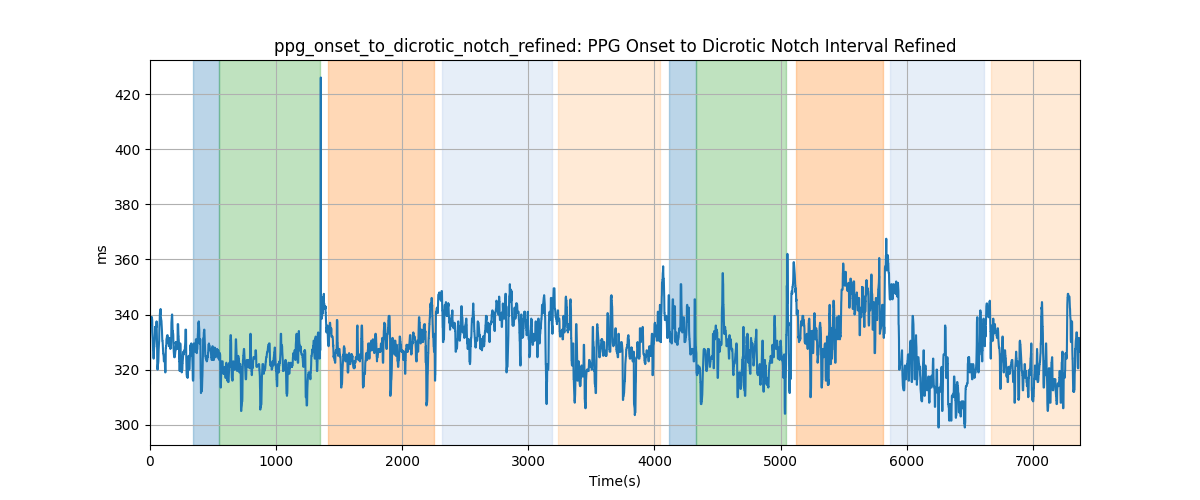 ppg_onset_to_dicrotic_notch_refined: PPG Onset to Dicrotic Notch Interval Refined
420
400
380
360
340
320
300
ms
0 1000 2000 3000 4000 5000 6000 7000
Time(s)